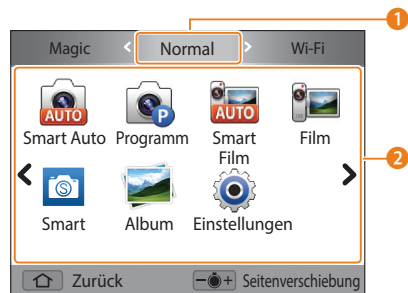 1
Magic < Normal > Wi-Fi
AUTO P AUTO
Smart Auto Programm Smart Film Film
2
S
Smart Album Einstellungen
Zurück − + Seitenverschiebung